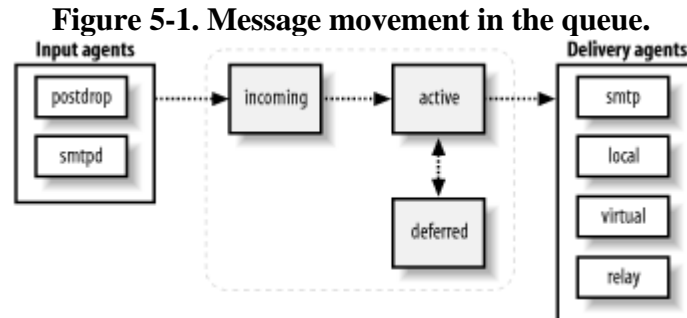 Figure 5-1. Message movement in the queue.
Input agents
postdrop
smtpd
incoming
active
deferred
Delivery agents
smtp
local
virtual
relay